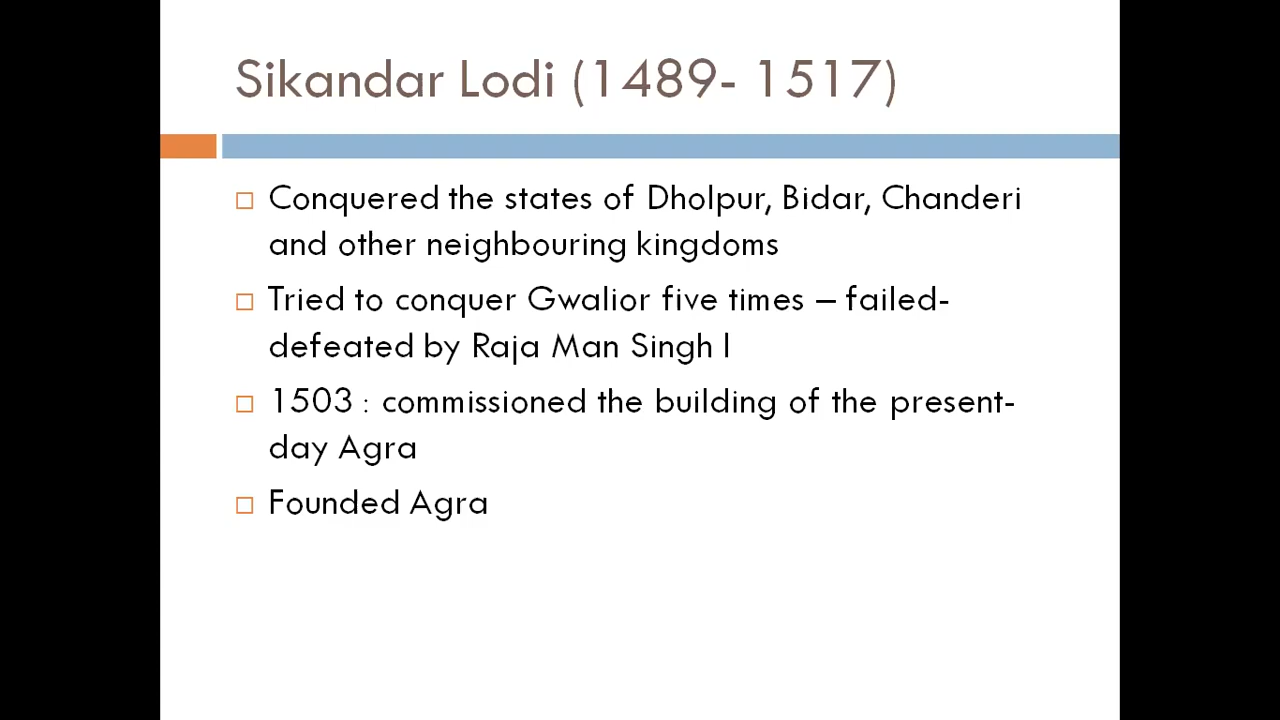 Sikandar Lodi (1489- 1517)
Conquered the states of Dholpur, Bidar, Chanderi
and other neighbouring kingdoms
Tried to conquer Gwalior five times – failed-
defeated by Raja Man Singh I
1503 : commissioned the building of the present-
day Agra
Founded Agra